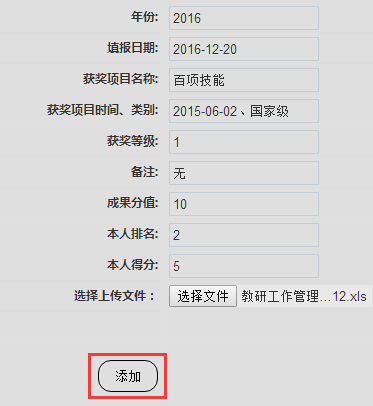 年份: 2016
填报日期: 2016-12-20
获奖项目名称: 百项技能
获奖项目时间、类别: 2015-06-02、国家级
获奖等级: 1
备注: 无
成果分值: 10
本人排名: 2
本人得分: 5
选择上传文件： 选择文件 教研工作管理...12.xls
添加